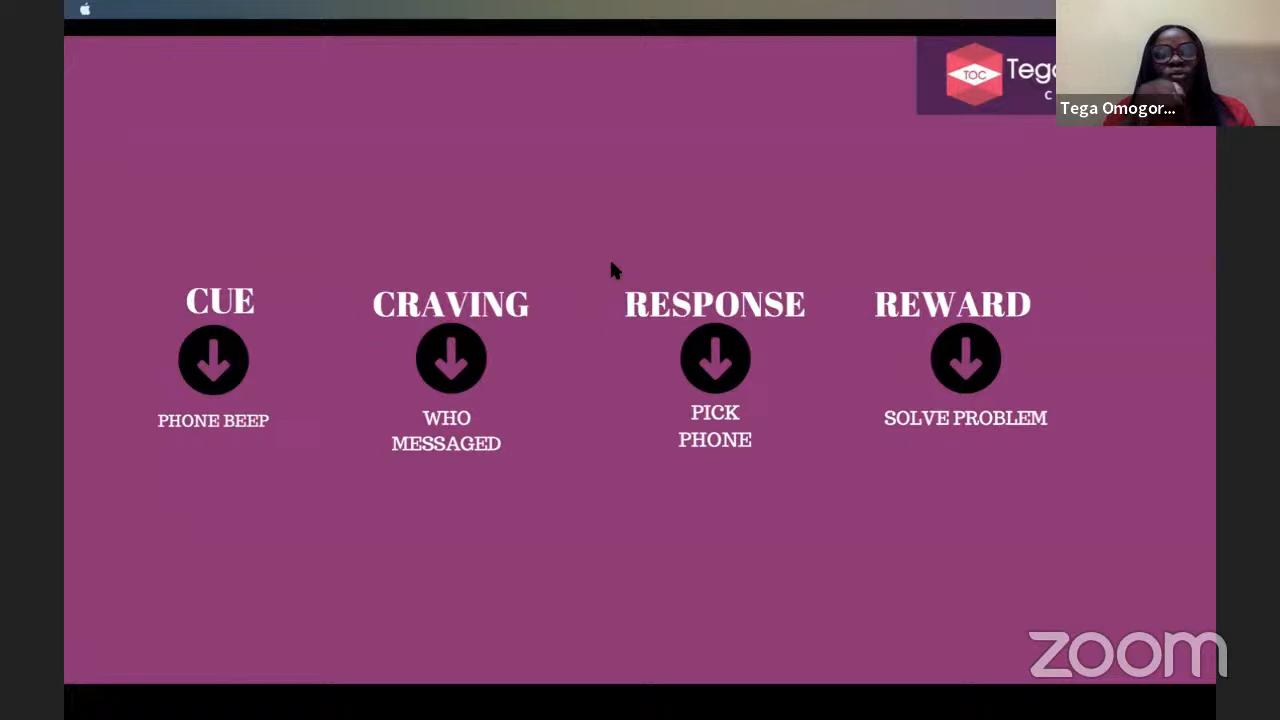 TOC
Tega Omogor...
CUE
CRAVING
RESPONSE
REWARD
PHONE BEEP
WHO
MESSAGED
PICK
PHONE
SOLVE PROBLEM
zoom